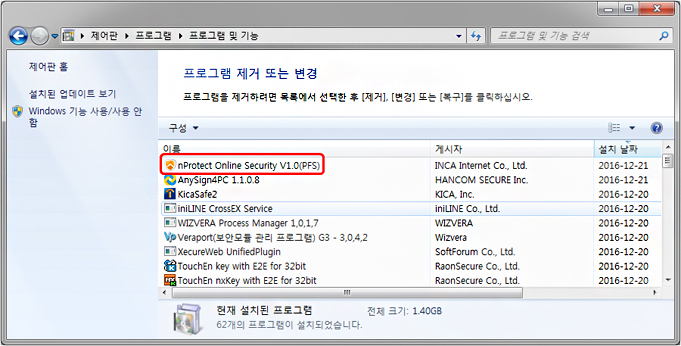 제어판 ▸ 프로그램 ▸ 프로그램 및 기능
프로그램 및 기능 검색
제어판 홈
설치된 업데이트 보기
Windows 기능 사용/사용 안 함
프로그램 제거 또는 변경
프로그램을 제거하려면 목록에서 선택한 후 [제거], [변경] 또는 [복구]를 클릭하십시오.
구성
이름 게시자 설치 날짜
nProtect Online Security V1.0(PFS) INCA Internet Co., Ltd. 2016-12-21
AnySign4PC 1.1.0.8 HANCOM SECURE Inc. 2016-12-21
KicaSafe2 KICA, Inc. 2016-12-20
iniLINE CrossEX Service iniLINE Co., Ltd. 2016-12-20
WIZVERA Process Manager 1,0,1,7 WIZVERA 2016-12-20
Veraport(보안모듈 관리 프로그램) G3 - 3,0,4,2 Wizvera 2016-12-20
XecureWeb UnifiedPlugin SoftForum Co., Ltd. 2016-12-20
TouchEn key with E2E for 32bit RaonSecure Co., Ltd. 2016-12-20
TouchEn nxKey with E2E for 32bit RaonSecure Co., Ltd. 2016-12-20
현재 설치된 프로그램 전체 크기: 1.40GB
62개의 프로그램이 설치되었습니다.